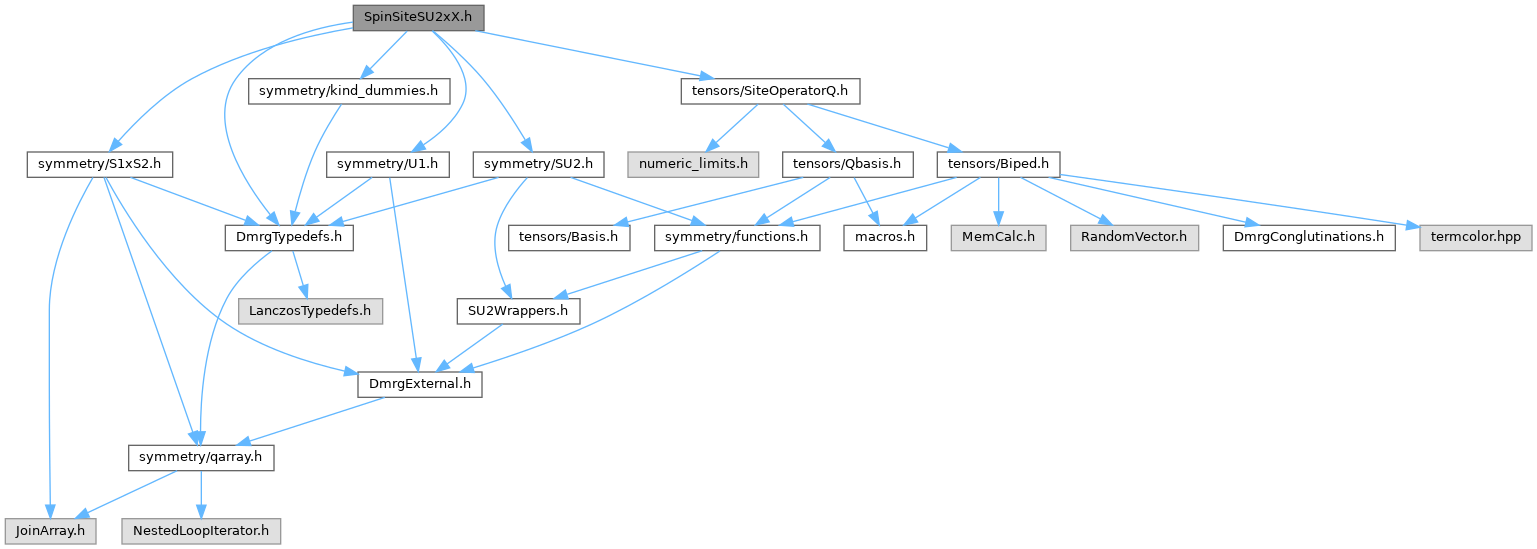 SpinSiteSU2xX.h
symmetry/kind_dummies.h
tensors/SiteOperatorQ.h
symmetry/S1xS2.h
symmetry/U1.h
symmetry/SU2.h
numeric_limits.h
tensors/Qbasis.h
tensors/Biped.h
DmrgTypedefs.h
tensors/Basis.h
symmetry/functions.h
macros.h
MemCalc.h
RandomVector.h
DmrgConglutinations.h
termcolor.hpp
LanczosTypedefs.h
SU2Wrappers.h
DmrgExternal.h
symmetry/qarray.h
JoinArray.h
NestedLoopIterator.h